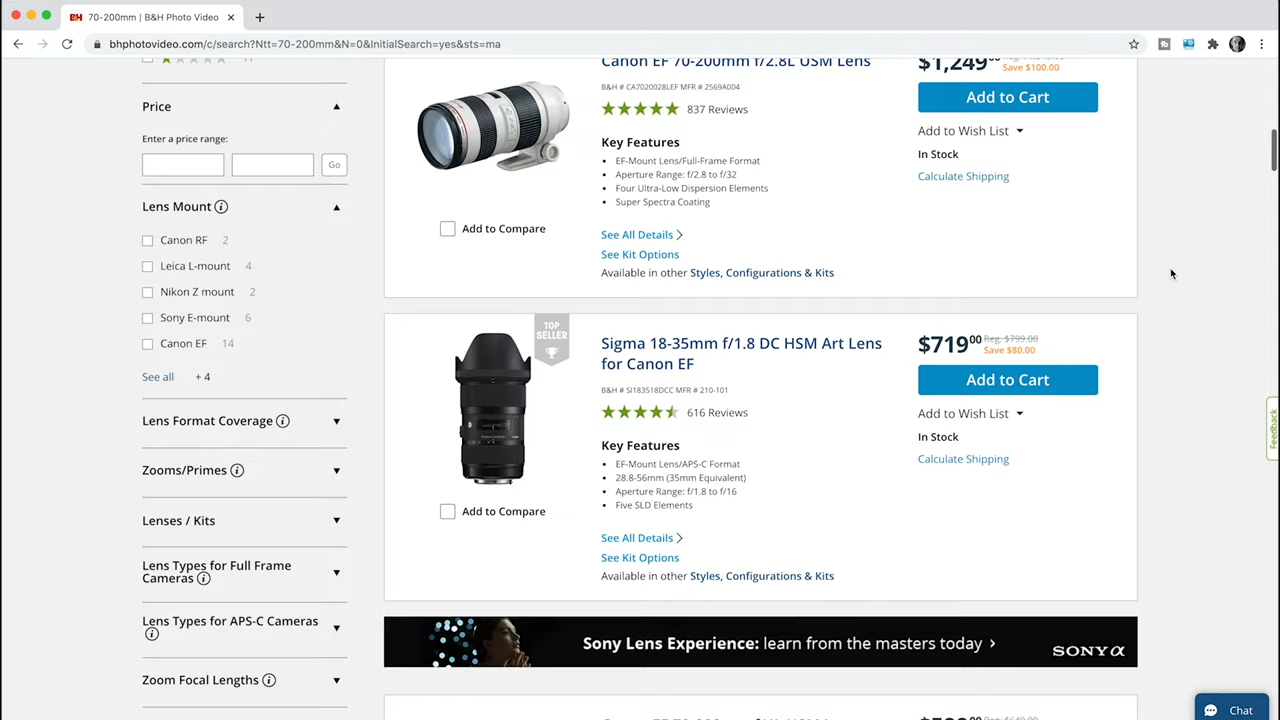 70-200mm | B&H Photo Video
bhphotovideo.com/c/search?Ntt=70-200mm&N=0&InitialSearch=yes&sts=ma
17
Price
Enter a price range:
Go
Lens Mount
Canon RF 2
Leica L-mount 4
Nikon Z mount 2
Sony E-mount 6
Canon EF 14
See all + 4
Lens Format Coverage
Zooms/Primes
Lenses / Kits
Lens Types for Full Frame
Cameras
Lens Types for APS-C Cameras
Zoom Focal Lengths
Canon EF 70-200mm f/2.8L USM Lens
B&H # CA7020028LEF MFR # 2569A004
837 Reviews
Key Features
EF-Mount Lens/Full-Frame Format
Aperture Range: f/2.8 to f/32
Four Ultra-Low Dispersion Elements
Super Spectra Coating
Add to Compare
See All Details
See Kit Options
Available in other Styles, Configurations & Kits
$1,249
Save $100.00
Add to Cart
Add to Wish List
In Stock
Calculate Shipping
TOP
SELLER
Sigma 18-35mm f/1.8 DC HSM Art Lens
for Canon EF
B&H # SI183518DCC MFR # 210-101
616 Reviews
Key Features
EF-Mount Lens/APS-C Format
28.8-56mm (35mm Equivalent)
Aperture Range: f/1.8 to f/16
Five SLD Elements
Add to Compare
See All Details
See Kit Options
Available in other Styles, Configurations & Kits
$719.00 Reg. $799.00
Save $80.00
Add to Cart
Add to Wish List
In Stock
Calculate Shipping
Sony Lens Experience: learn from the masters today
SONY α
Feedback
Chat